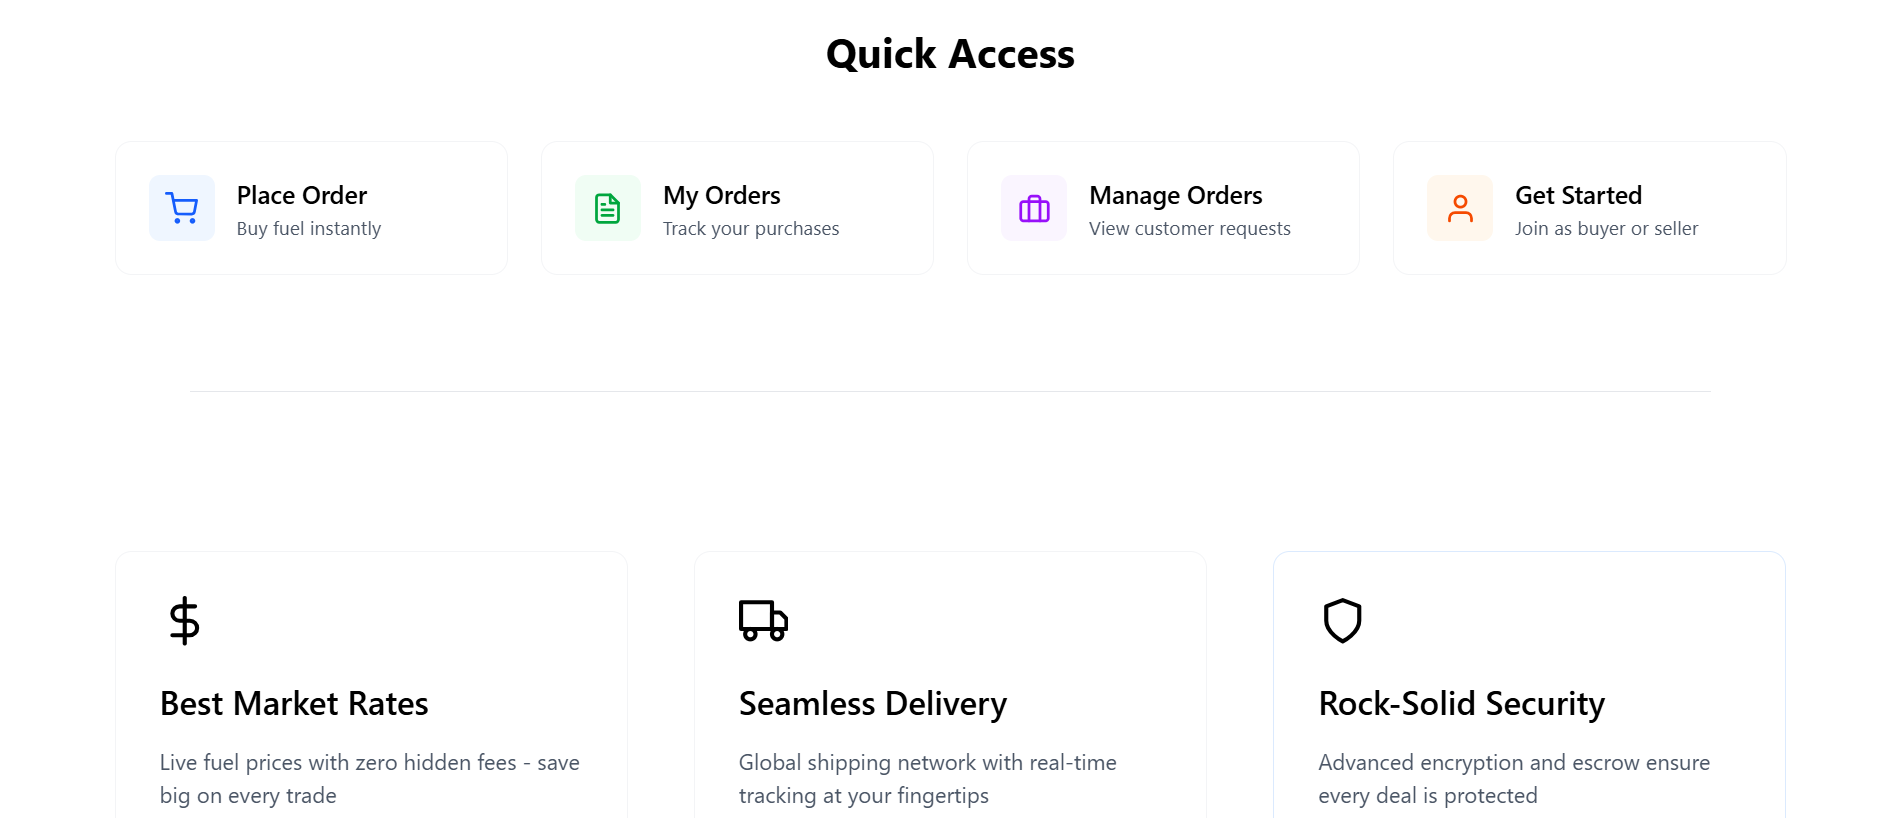 Quick Access
Place Order
Buy fuel instantly
My Orders
Track your purchases
Manage Orders
View customer requests
Get Started
Join as buyer or seller
Best Market Rates
Live fuel prices with zero hidden fees - save
big on every trade
Seamless Delivery
Global shipping network with real-time
tracking at your fingertips
Rock-Solid Security
Advanced encryption and escrow ensure
every deal is protected